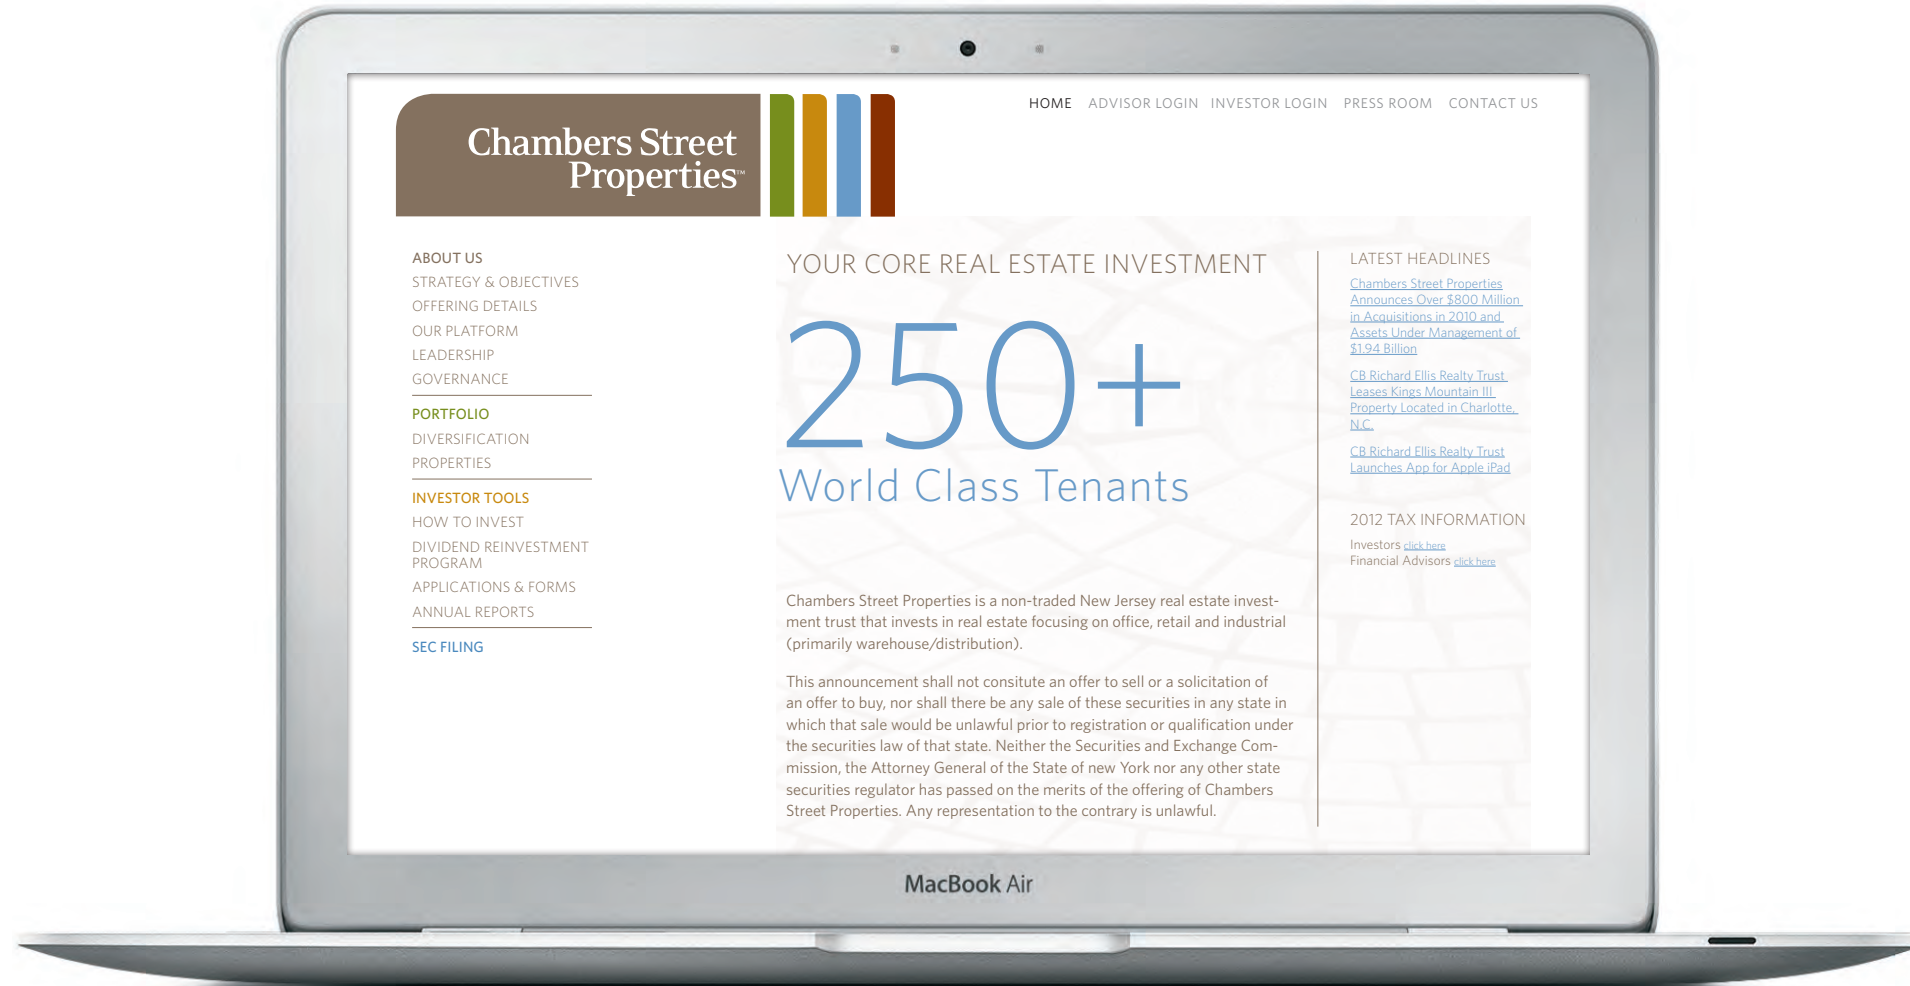 Chambers Street
Properties™
HOME ADVISOR LOGIN INVESTOR LOGIN PRESS ROOM CONTACT US
ABOUT US
STRATEGY & OBJECTIVES
OFFERING DETAILS
OUR PLATFORM
LEADERSHIP
GOVERNANCE
PORTFOLIO
DIVERSIFICATION
PROPERTIES
INVESTOR TOOLS
HOW TO INVEST
DIVIDEND REINVESTMENT
PROGRAM
APPLICATIONS & FORMS
ANNUAL REPORTS
SEC FILING
YOUR CORE REAL ESTATE INVESTMENT
250+
World Class Tenants
Chambers Street Properties is a non-traded New Jersey real estate invest-
ment trust that invests in real estate focusing on office, retail and industrial
(primarily warehouse/distribution).
This announcement shall not consitute an offer to sell or a solicitation of
an offer to buy, nor shall there be any sale of these securities in any state in
which that sale would be unlawful prior to registration or qualification under
the securities law of that state. Neither the Securities and Exchange Com-
mission, the Attorney General of the State of new York nor any other state
securities regulator has passed on the merits of the offering of Chambers
Street Properties. Any representation to the contrary is unlawful.
LATEST HEADLINES
Chambers Street Properties
Announces Over $800 Million
in Acquisitions in 2010 and
Assets Under Management of
$1.94 Billion
CB Richard Ellis Realty Trust
Leases Kings Mountain III
Property Located in Charlotte,
N.C.
CB Richard Ellis Realty Trust
Launches App for Apple iPad
2012 TAX INFORMATION
Investors click here
Financial Advisors click here
MacBook Air